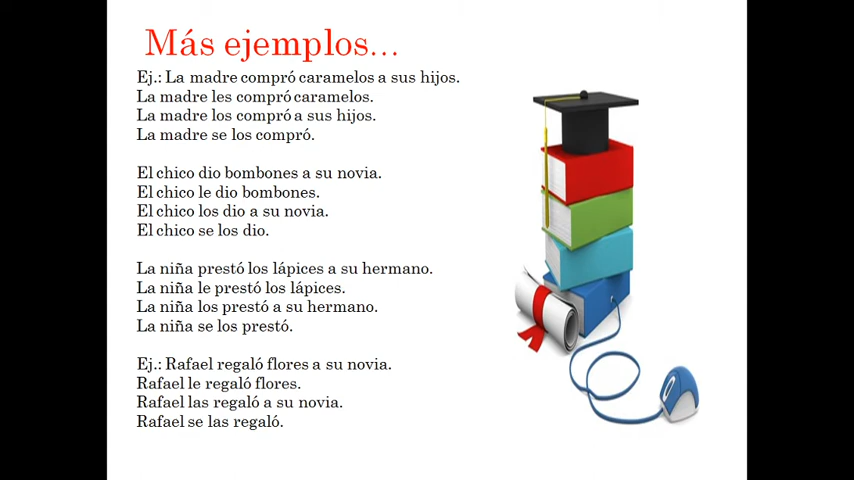 Más ejemplos...
Ej.: La madre compró caramelos a sus hijos.
La madre les compró caramelos.
La madre los compró a sus hijos.
La madre se los compró.
El chico dio bombones a su novia.
El chico le dio bombones.
El chico los dio a su novia.
El chico se los dio.
La niña prestó los lápices a su hermano.
La niña le prestó los lápices.
La niña los prestó a su hermano.
La niña se los prestó.
Ej.: Rafael regaló flores a su novia.
Rafael le regaló flores.
Rafael las regaló a su novia.
Rafael se las regaló.